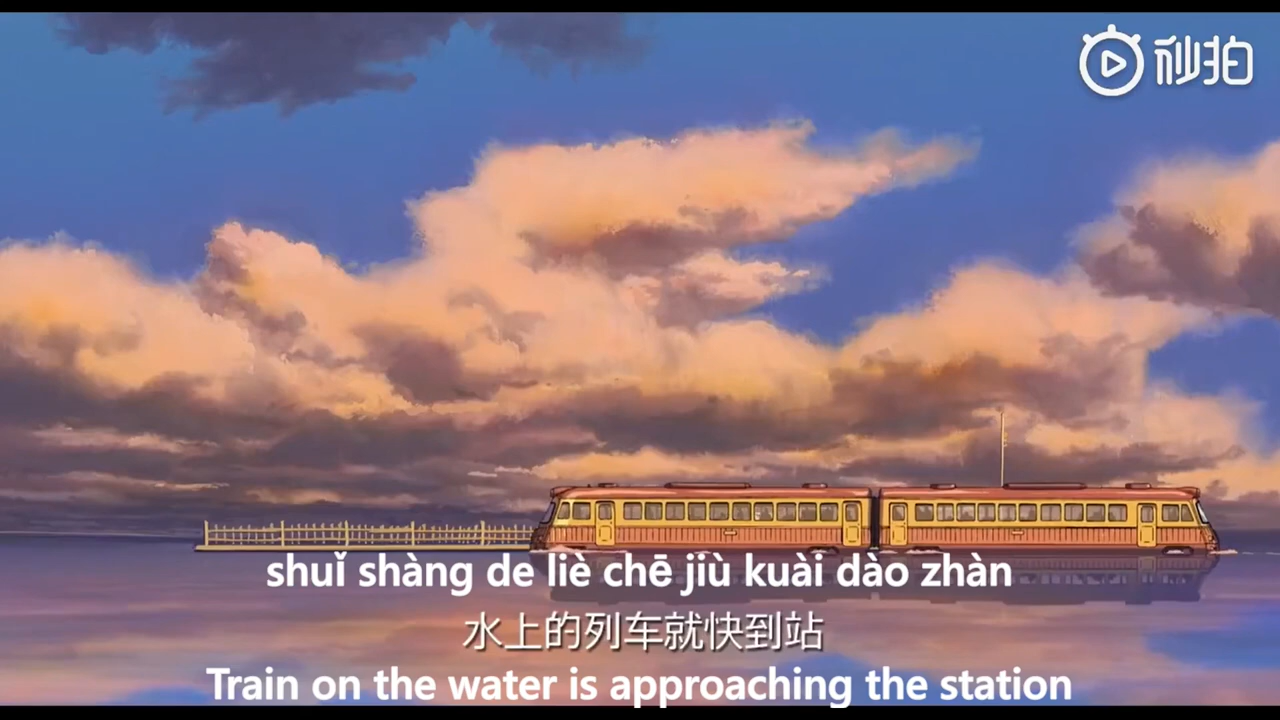 秒拍
shuǐ shàng de liè chē jiù kuài dào zhàn
水上的列车就快到站
Train on the water is approaching the station